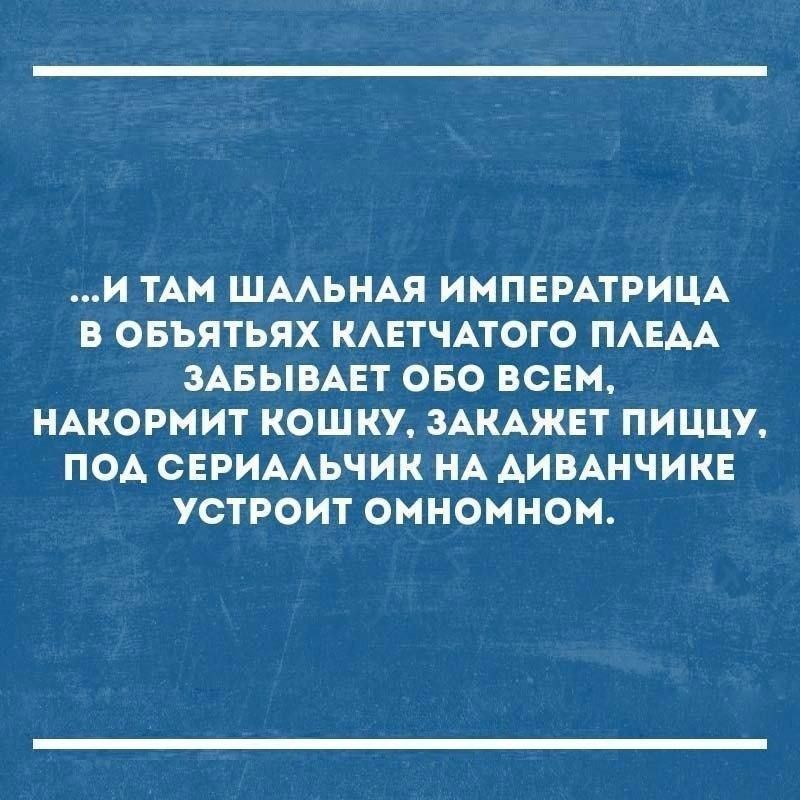 ...И ТАМ ШАЛЬНАЯ ИМПЕРАТРИЦА
В ОБЪЯТЬЯХ КЛЕТЧАТОГО ПЛЕДА
ЗАБЫВАЕТ ОБО ВСЕМ,
НАКОРМИТ КОШКУ, ЗАКАЖЕТ ПИЦЦУ,
ПОД СЕРИАЛЬЧИК НА ДИВАНЧИКЕ
УСТРОИТ ОМНОМНОМ.